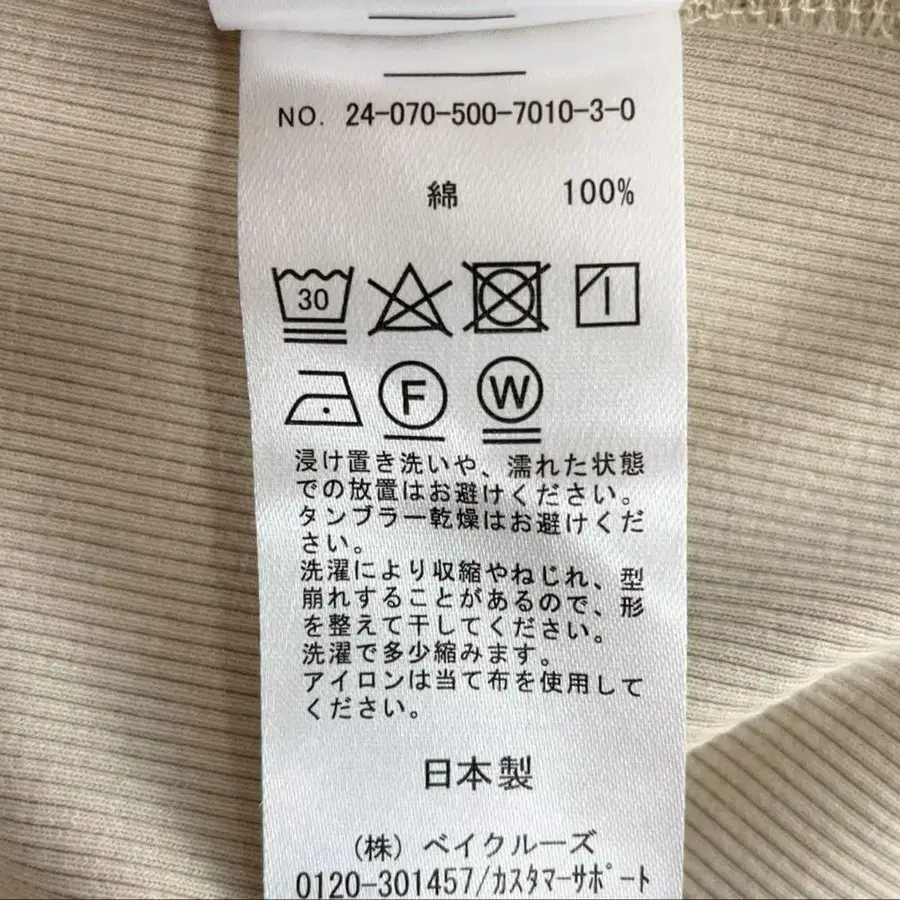 NO. 24-070-500-7010-3-0
綿 100%
30
F W
浸け置き洗いや、濡れた状態
での放置はお避けください。
タンブラー乾燥はお避けくだ
さい。
洗濯により収縮やねじれ、型
崩れすることがあるので、形
を整えて干してください。
洗濯で多少縮みます。
アイロンは当て布を使用して
ください。
日本製
(株) ベイクルーズ
0120-301457/カスタマーサポート